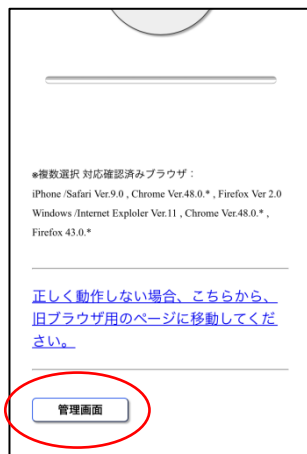 ※複数選択 対応確認済みブラウザ：
iPhone /Safari Ver.9.0 , Chrome Ver.48.0.* , Firefox Ver 2.0
Windows /Internet Exploler Ver.11 , Chrome Ver.48.0.* ,
Firefox 43.0.*
正しく動作しない場合、こちらから、
旧ブラウザ用のページに移動してくだ
さい。
管理画面